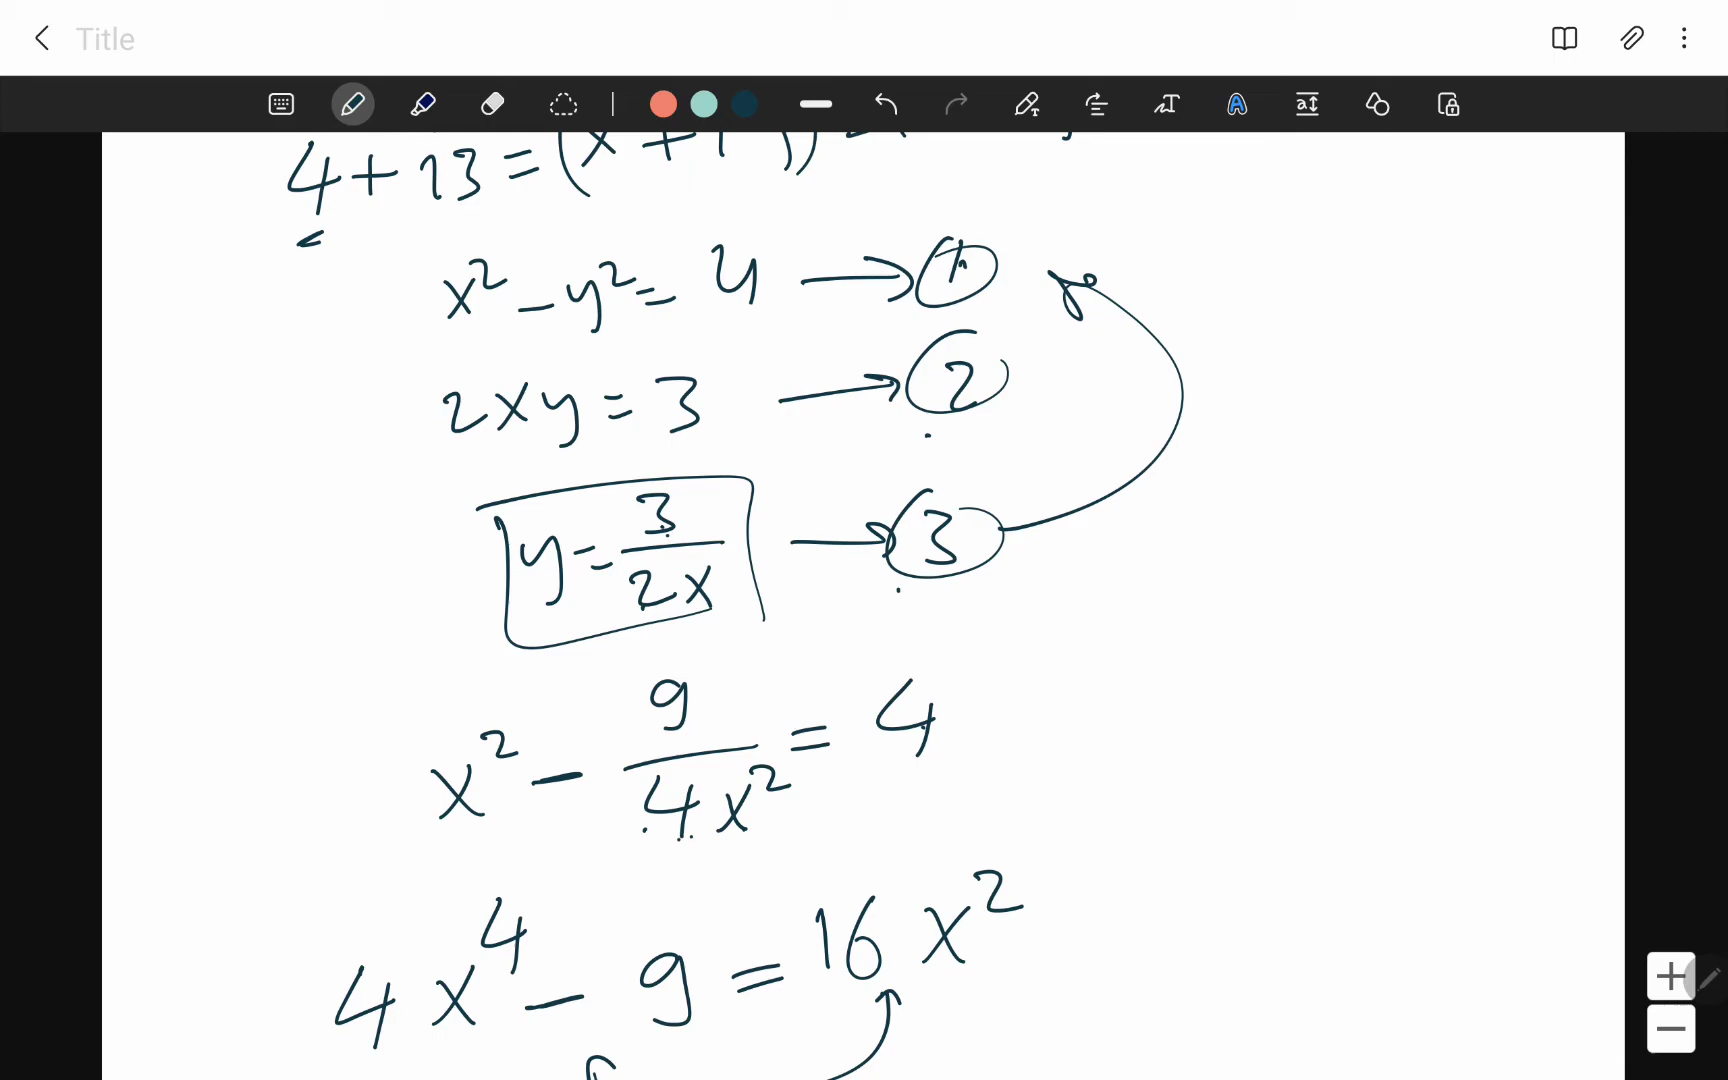 Title
4 + 13 = (x +
x² - y² = 4 → 1
2xy = 3 → 2
y = 3/2x → 3
x² - 9/4x² = 4
4x⁴ - 9 = 16x²